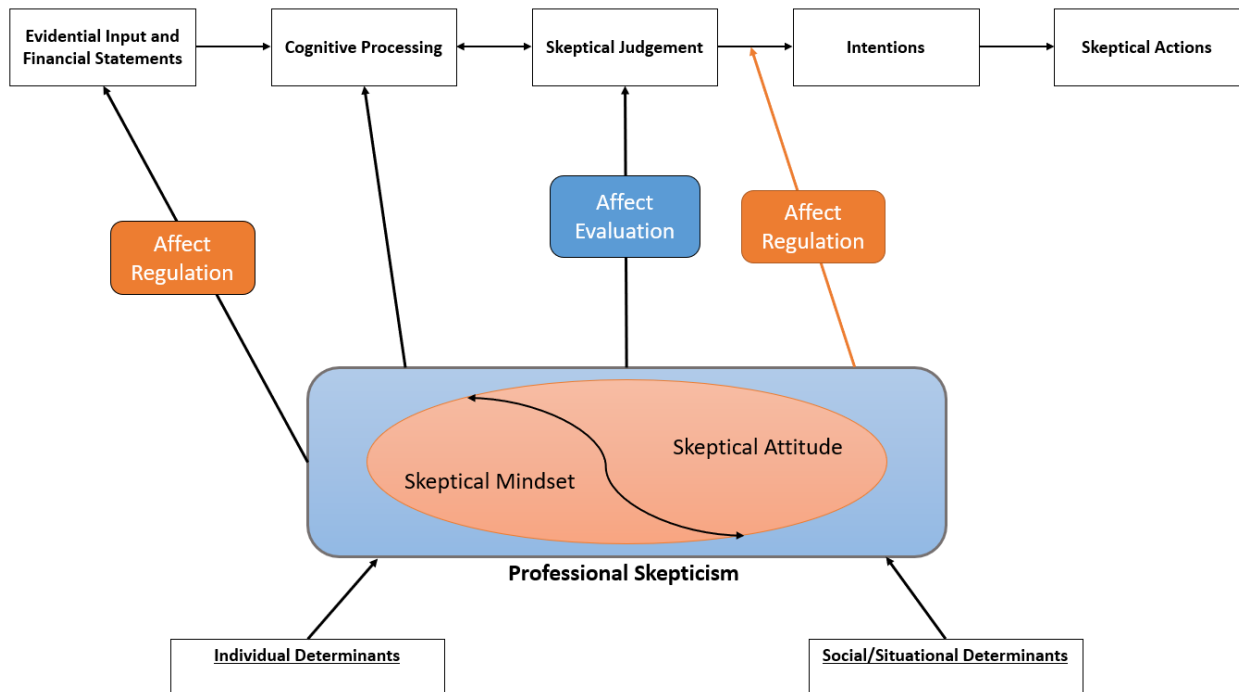 Evidential Input and
Financial Statements
Cognitive Processing
Skeptical Judgement
Intentions
Skeptical Actions
Affect
Evaluation
Affect
Regulation
Affect
Regulation
Skeptical Attitude
Skeptical Mindset
Professional Skepticism
Individual Determinants
Social/Situational Determinants